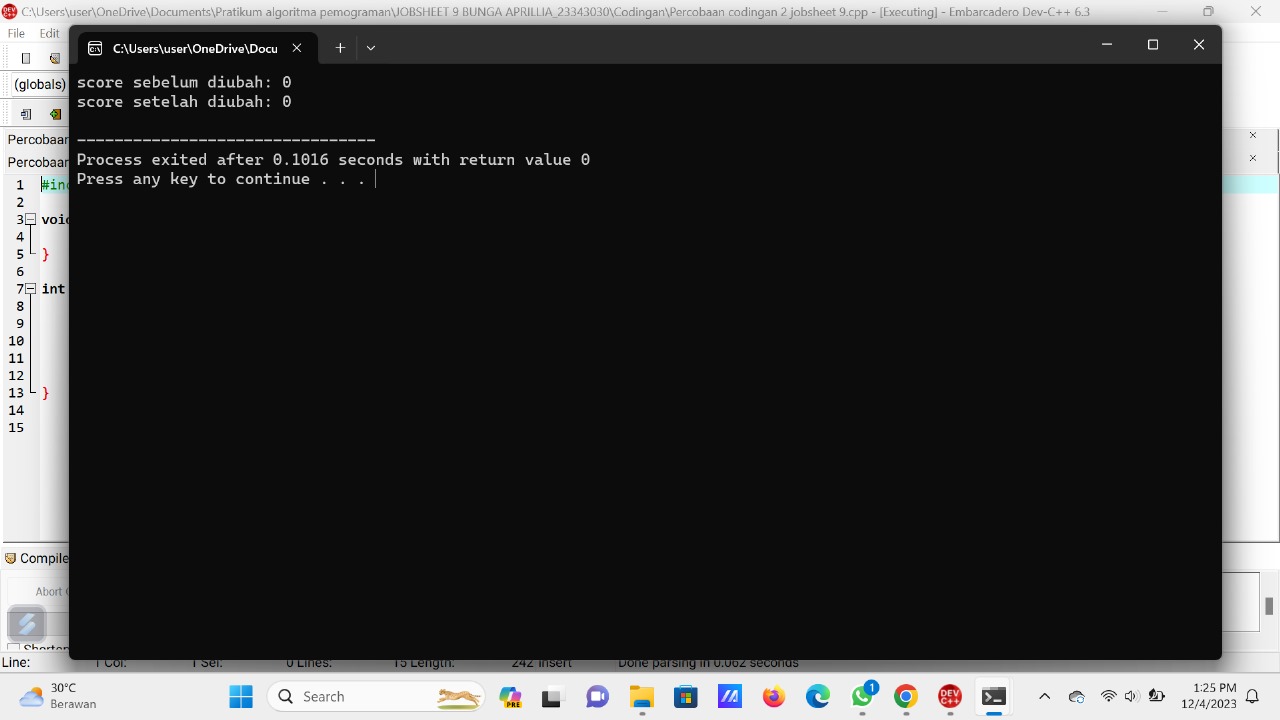 C:\Users\user\OneDrive\Documents\Pratikum algoritma pemograman\JOBSHEET 9 BUNGA APRILLIA_23343030\Codingan\Percobaan codingan 2 jobsheet 9.cpp - [Executing] - Embarcadero Dev-C++ 6.3
File Edit
C:\Users\user\OneDrive\Docu
(globals)
score sebelum diubah: 0
score setelah diubah: 0
--------------------------------
Process exited after 0.1016 seconds with return value 0
Press any key to continue . . .
Percobaan
Percobaan
1 #inc
2
3 void
4
5 }
6
7 int
8
9
10
11
12
13 }
14
15
Compile
Abort
Shorten
Line: 1 Col: 1 Sel: 0 Lines: 15 Length: 242 Insert Done parsing in 0.062 seconds
30°C
Berawan
Search
PRE
1
DEV C++
1:25 PM
12/4/2023